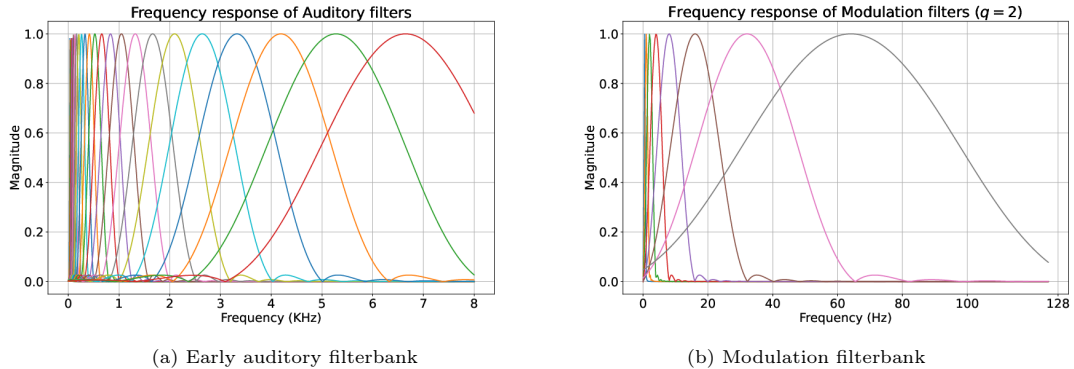 Frequency response of Auditory filters
Magnitude
1.0
0.8
0.6
0.4
0.2
0.0
0 1 2 3 4 5 6 7 8
Frequency (KHz)
(a) Early auditory filterbank
Frequency response of Modulation filters (q = 2)
Magnitude
1.0
0.8
0.6
0.4
0.2
0.0
0 20 40 60 80 100 128
Frequency (Hz)
(b) Modulation filterbank